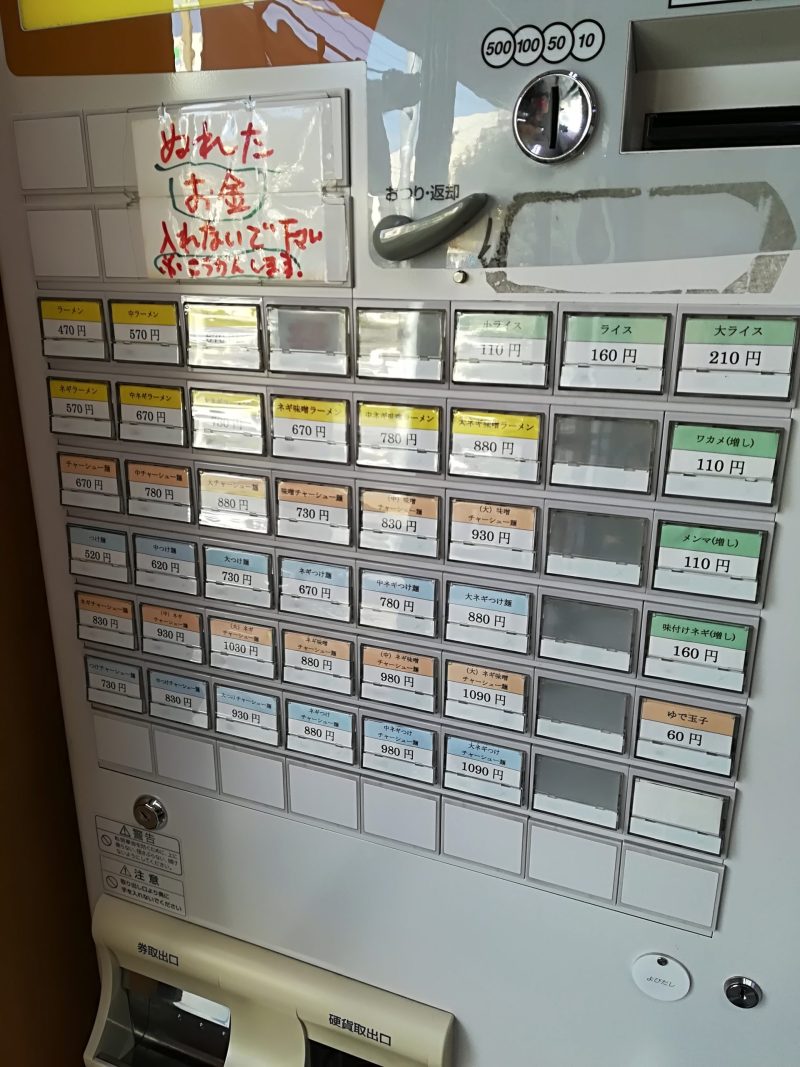 500 100 50 10
ぬれた
お金
入れないで下さい
おつり・返却
ラーメン
470円
中ラーメン
570円
小ライス
110円
ライス
160円
大ライス
210円
ネギラーメン
570円
中ネギラーメン
670円
ネギ味噌ラーメン
670円
中ネギ味噌ラーメン
780円
大ネギ味噌ラーメン
880円
ワカメ(増し)
110円
チャーシュー麺
670円
中チャーシュー麺
780円
大チャーシュー麺
880円
味噌チャーシュー麺
730円
(中)味噌
チャーシュー麺
830円
(大)味噌
チャーシュー麺
930円
メンマ(増し)
110円
つけ麺
520円
中つけ麺
620円
大つけ麺
730円
ネギつけ麺
670円
中ネギつけ麺
780円
大ネギつけ麺
880円
味付けネギ(増し)
160円
ネギチャーシュー麺
830円
(中)ネギ
チャーシュー麺
930円
(大)ネギ
チャーシュー麺
1030円
ネギ味噌
チャーシュー麺
880円
(中)ネギ味噌
チャーシュー麺
980円
(大)ネギ味噌
チャーシュー麺
1090円
ゆで玉子
60円
つけチャーシュー麺
730円
中つけチャーシュー麺
830円
大つけチャーシュー麺
930円
ネギつけ
チャーシュー麺
880円
中ネギつけ
チャーシュー麺
980円
大ネギつけ
チャーシュー麺
1090円
警告
注意
取り出し口より奥に
手を入れないでください
よびだし
券取出口
硬貨取出口